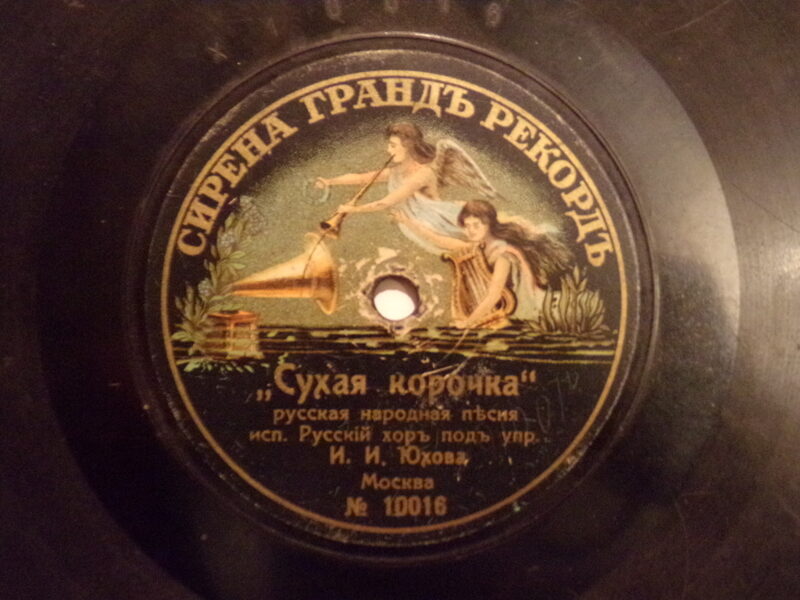 СИРЕНА ГРАНДЪ РЕКОРДЪ
„Сухая корочка“
русская народная пѣсня
исп. Русскій хоръ подъ упр.
И. И. Юхова
Москва
№ 10016